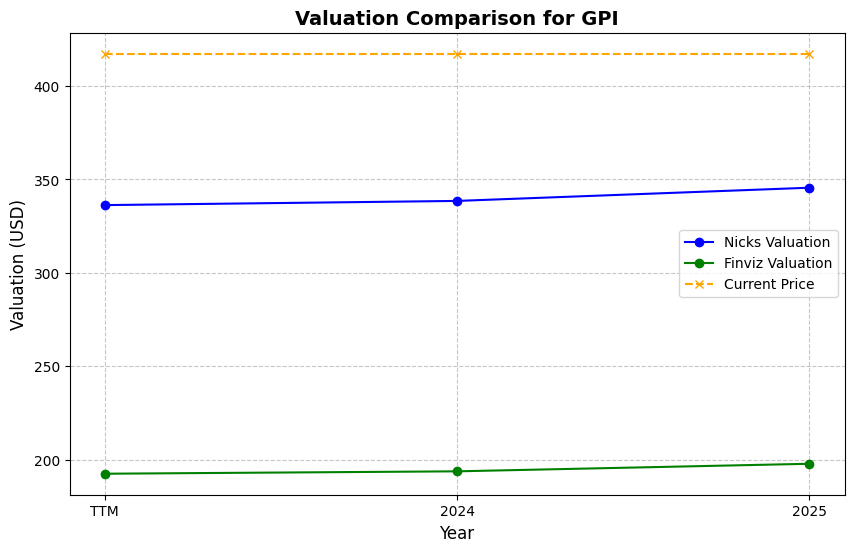 Valuation Comparison for GPI
Valuation (USD)
400
350
300
250
200
Nicks Valuation
Finviz Valuation
Current Price
TTM
2024
2025
Year